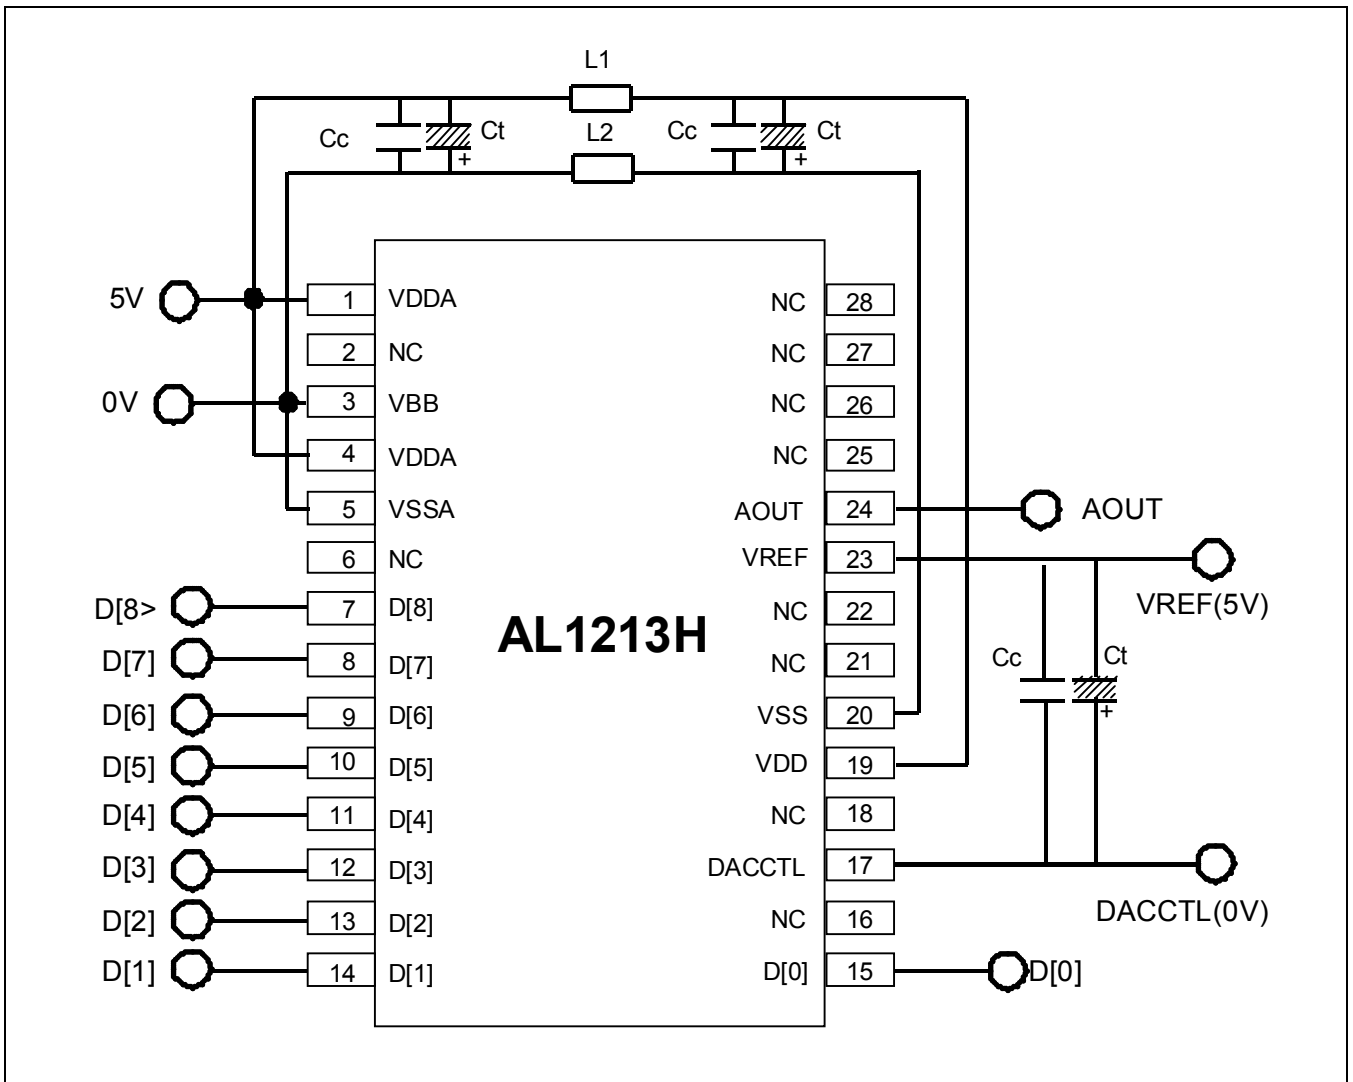 L1
Cc
Ct
L2
Cc
Ct
+
+
5V
1
VDDA
NC
28
2
NC
NC
27
0V
3
VBB
NC
26
4
VDDA
NC
25
5
VSSA
AOUT
24
AOUT
6
NC
VREF
23
VREF(5V)
D[8>
7
D[8]
NC
22
AL1213H
D[7]
8
D[7]
NC
21
Cc
Ct
+
D[6]
9
D[6]
VSS
20
D[5]
10
D[5]
VDD
19
D[4]
11
D[4]
NC
18
D[3]
12
D[3]
DACCTL
17
DACCTL(0V)
D[2]
13
D[2]
NC
16
D[1]
14
D[1]
D[0]
15
D[0]